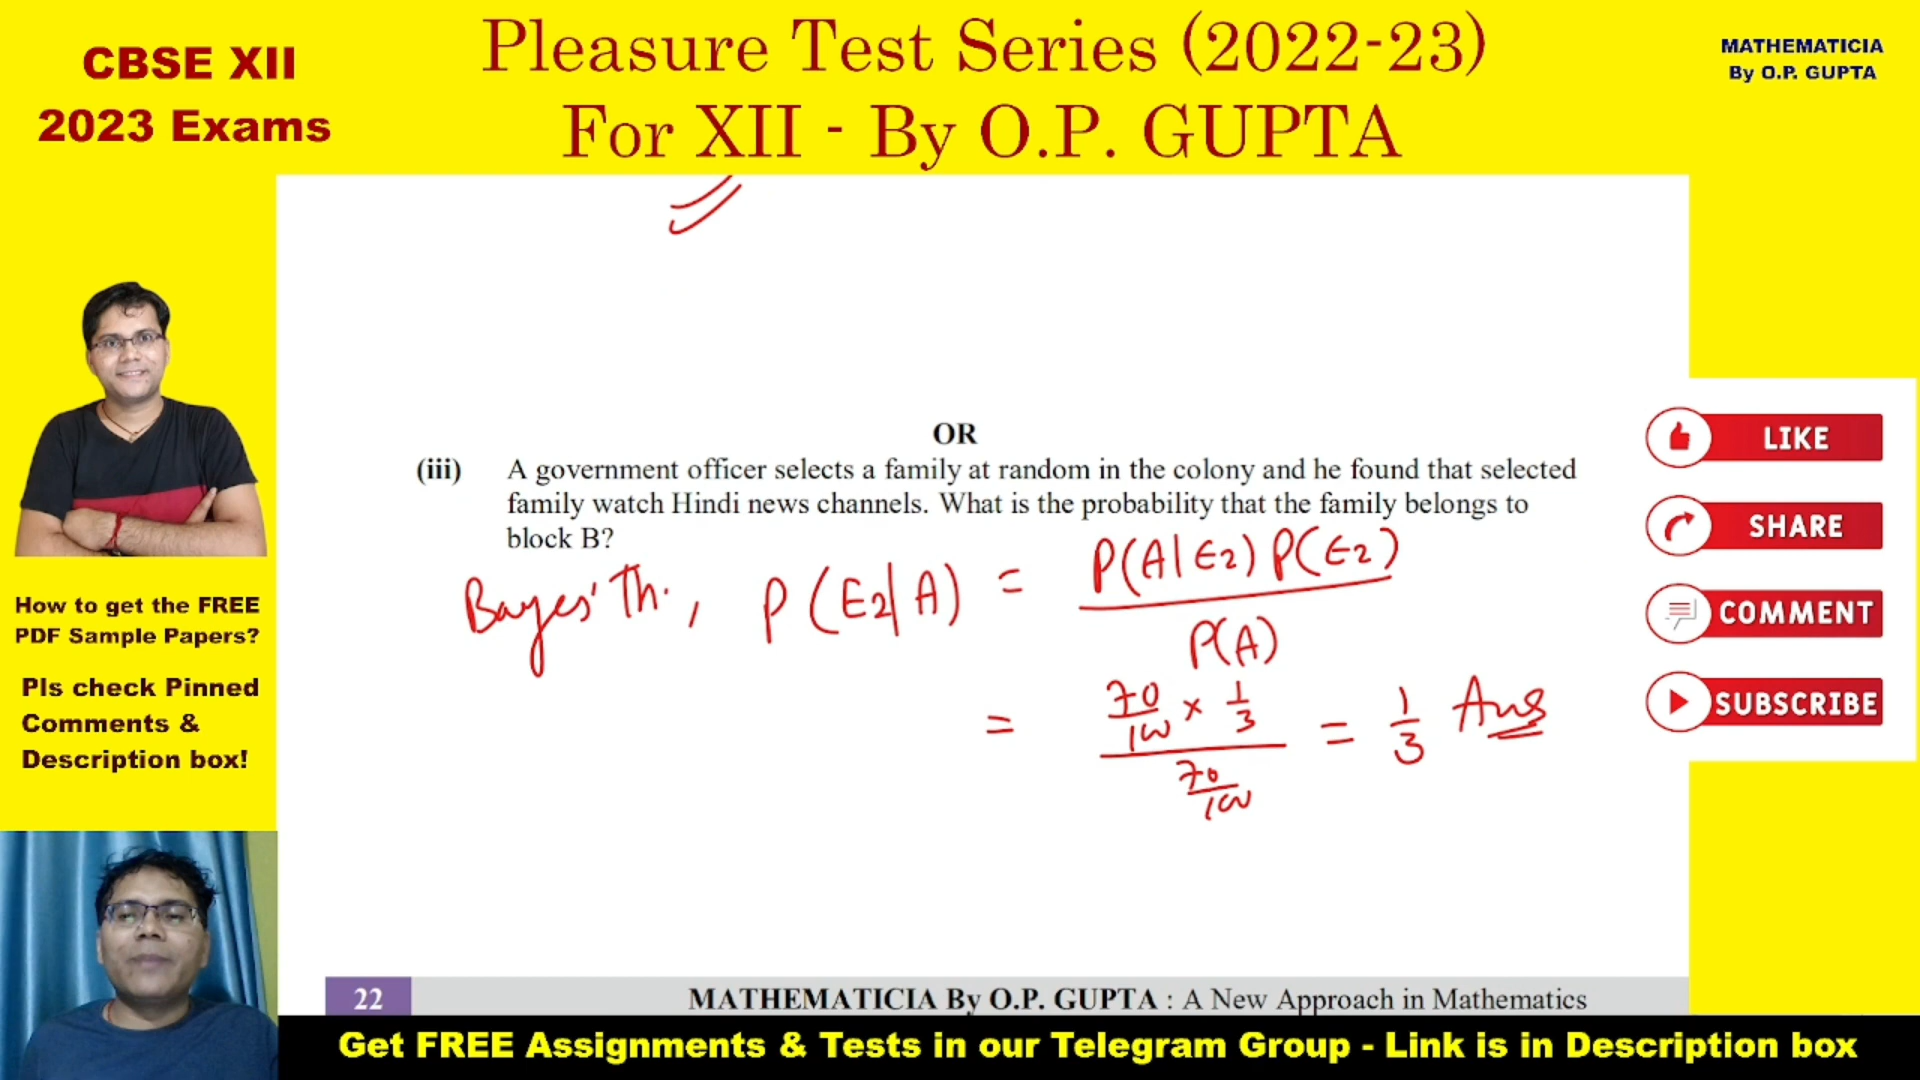 CBSE XII
2023 Exams
Pleasure Test Series (2022-23)
For XII - By O.P. GUPTA
MATHEMATICIA
By O.P. GUPTA
OR
(iii) A government officer selects a family at random in the colony and he found that selected
family watch Hindi news channels. What is the probability that the family belongs to
block B?
Bayes' Th., P(E2|A) = P(A|E2) P(E2) / P(A)
= 70/100 × 1/3 / 70/100 = 1/3 Ans
LIKE
SHARE
COMMENT
SUBSCRIBE
How to get the FREE
PDF Sample Papers?
Pls check Pinned
Comments &
Description box!
22 MATHEMATICIA By O.P. GUPTA : A New Approach in Mathematics
Get FREE Assignments & Tests in our Telegram Group - Link is in Description box